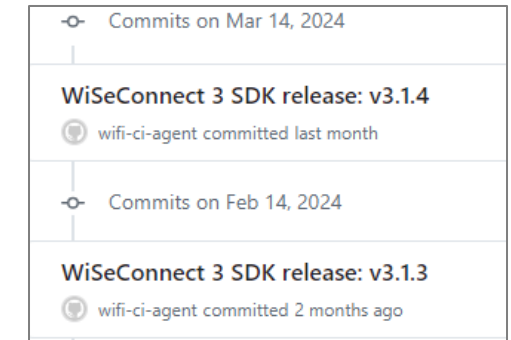 Commits on Mar 14, 2024
WiSeConnect 3 SDK release: v3.1.4
wifi-ci-agent committed last month
Commits on Feb 14, 2024
WiSeConnect 3 SDK release: v3.1.3
wifi-ci-agent committed 2 months ago